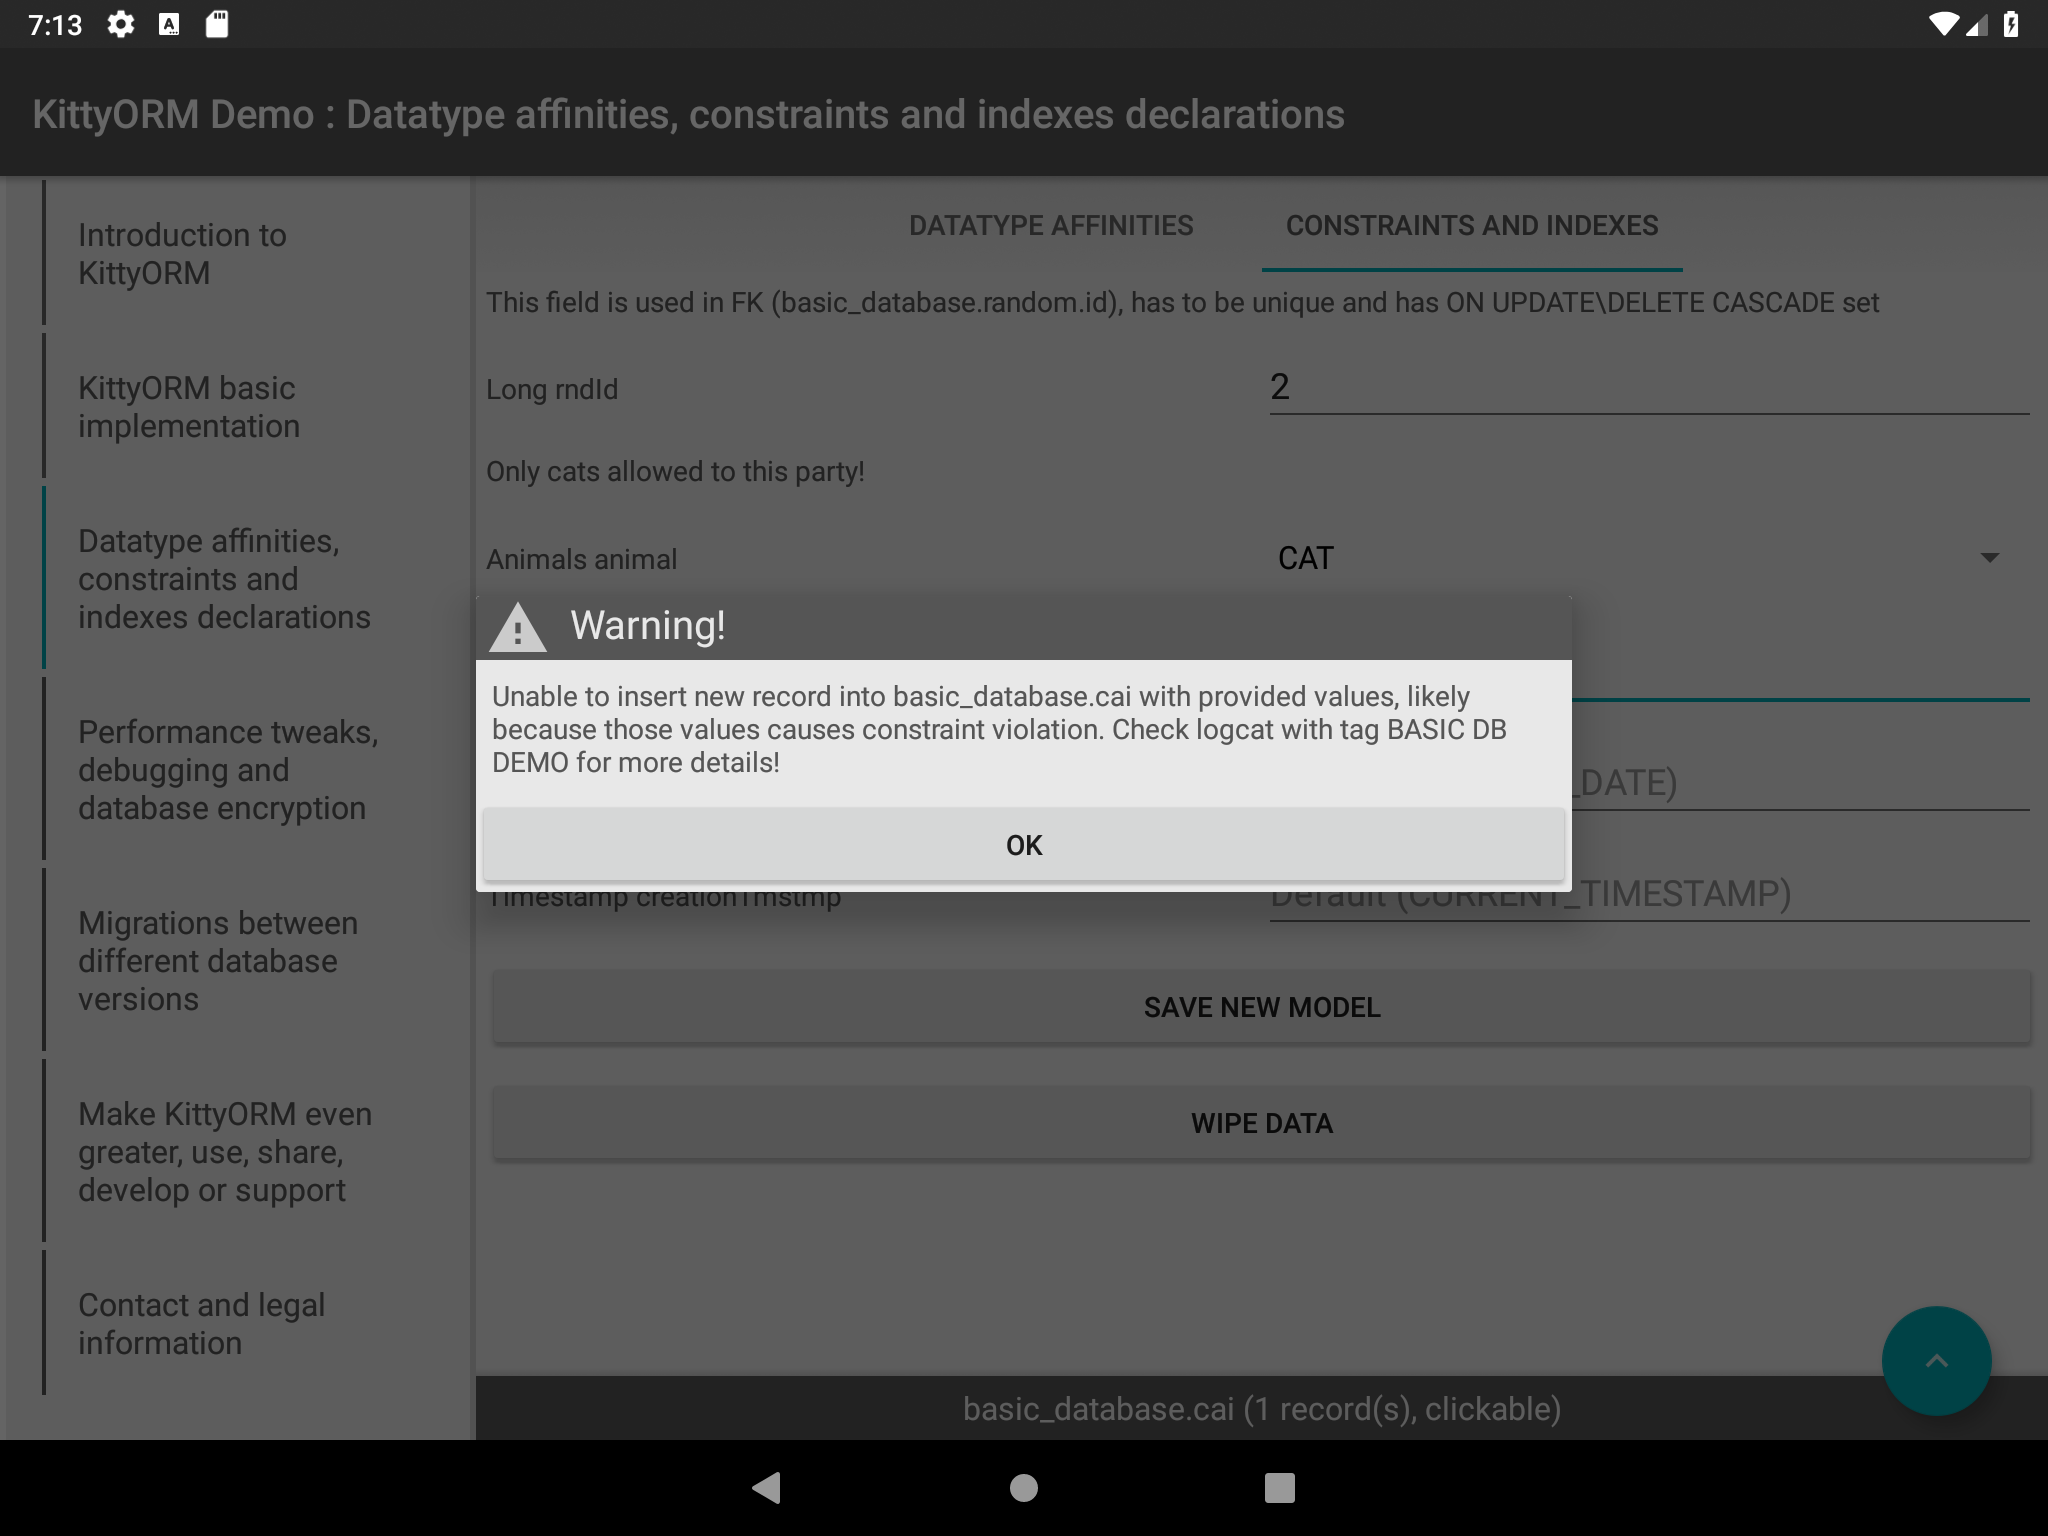 7:13
KittyORM Demo : Datatype affinities, constraints and indexes declarations
Introduction to
KittyORM
KittyORM basic
implementation
Datatype affinities,
constraints and
indexes declarations
Performance tweaks,
debugging and
database encryption
Migrations between
different database
versions
Make KittyORM even
greater, use, share,
develop or support
Contact and legal
information
DATATYPE AFFINITIES
CONSTRAINTS AND INDEXES
This field is used in FK (basic_database.random.id), has to be unique and has ON UPDATE\DELETE CASCADE set
Long rndId
2
Only cats allowed to this party!
Animals animal
CAT
Warning!
Unable to insert new record into basic_database.cai with provided values, likely
because those values causes constraint violation. Check logcat with tag BASIC DB
DEMO for more details!
OK
_DATE)
Timestamp creationTmstmp
Default (CURRENT_TIMESTAMP)
SAVE NEW MODEL
WIPE DATA
basic_database.cai (1 record(s), clickable)